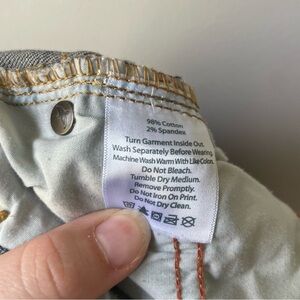 98% Cotton
2% Spandex
Turn Garment Inside Out.
Wash Separately Before Wearing.
Machine Wash Warm With Like Colors.
Do Not Bleach.
Tumble Dry Medium.
Remove Promptly.
Do Not Iron On Print.
Do Not Dry Clean.